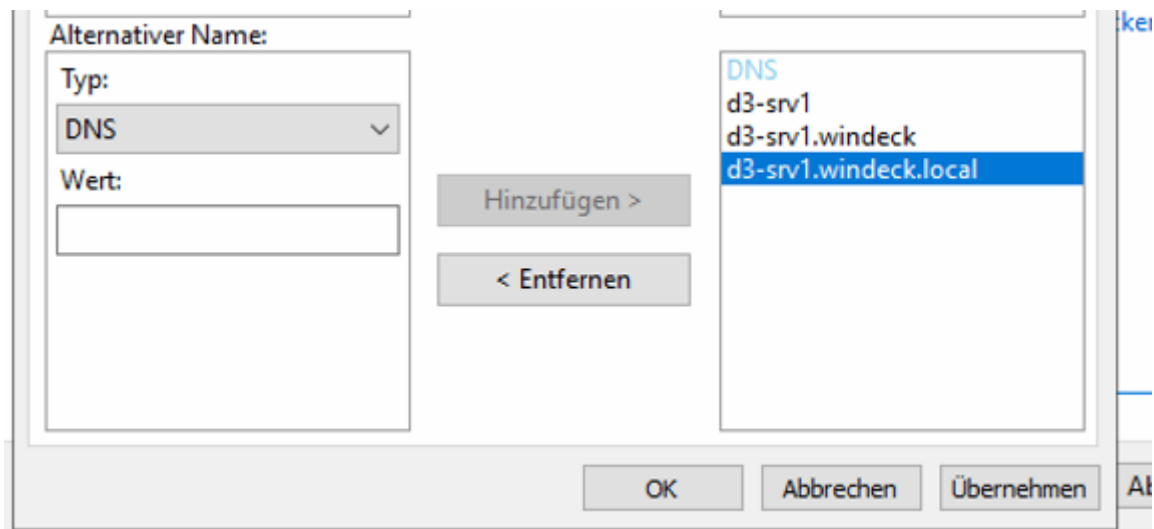 Alternativer Name:
Typ:
DNS
Wert:
Hinzufügen >
< Entfernen
DNS
d3-srv1
d3-srv1.windeck
d3-srv1.windeck.local
OK
Abbrechen
Übernehmen